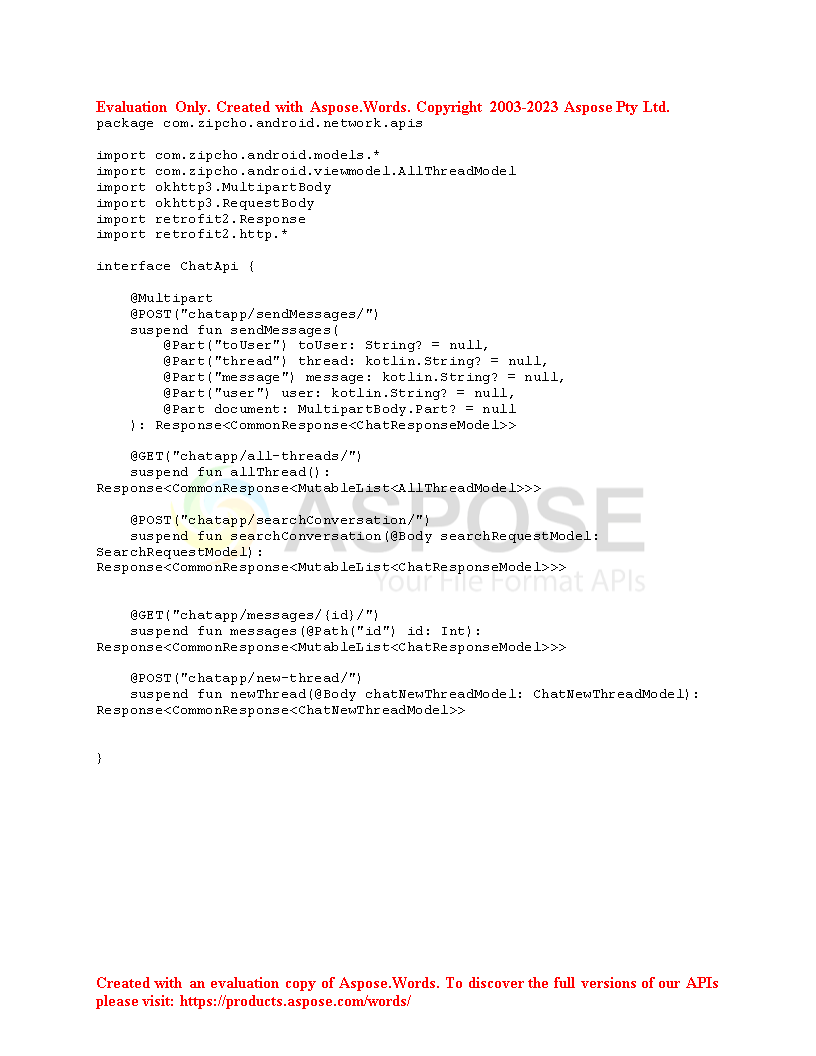 Evaluation Only. Created with Aspose.Words. Copyright 2003-2023 Aspose Pty Ltd.
package com.zipcho.android.network.apis
import com.zipcho.android.models.*
import com.zipcho.android.viewmodel.AllThreadModel
import okhttp3.MultipartBody
import okhttp3.RequestBody
import retrofit2.Response
import retrofit2.http.*
interface ChatApi {
    @Multipart
    @POST("chatapp/sendMessages/")
    suspend fun sendMessages(
        @Part("toUser") toUser: String? = null,
        @Part("thread") thread: kotlin.String? = null,
        @Part("message") message: kotlin.String? = null,
        @Part("user") user: kotlin.String? = null,
        @Part document: MultipartBody.Part? = null
    ): Response<CommonResponse<ChatResponseModel>>
    @GET("chatapp/all-threads/")
    suspend fun allThread():
Response<CommonResponse<MutableList<AllThreadModel>>>
    @POST("chatapp/searchConversation/")
    suspend fun searchConversation(@Body searchRequestModel:
SearchRequestModel):
Response<CommonResponse<MutableList<ChatResponseModel>>>
ASPOSE
Your File Format APIs
    @GET("chatapp/messages/{id}/")
    suspend fun messages(@Path("id") id: Int):
Response<CommonResponse<MutableList<ChatResponseModel>>>
    @POST("chatapp/new-thread/")
    suspend fun newThread(@Body chatNewThreadModel: ChatNewThreadModel):
Response<CommonResponse<ChatNewThreadModel>>
}
Created with an evaluation copy of Aspose.Words. To discover the full versions of our APIs
please visit: https://products.aspose.com/words/